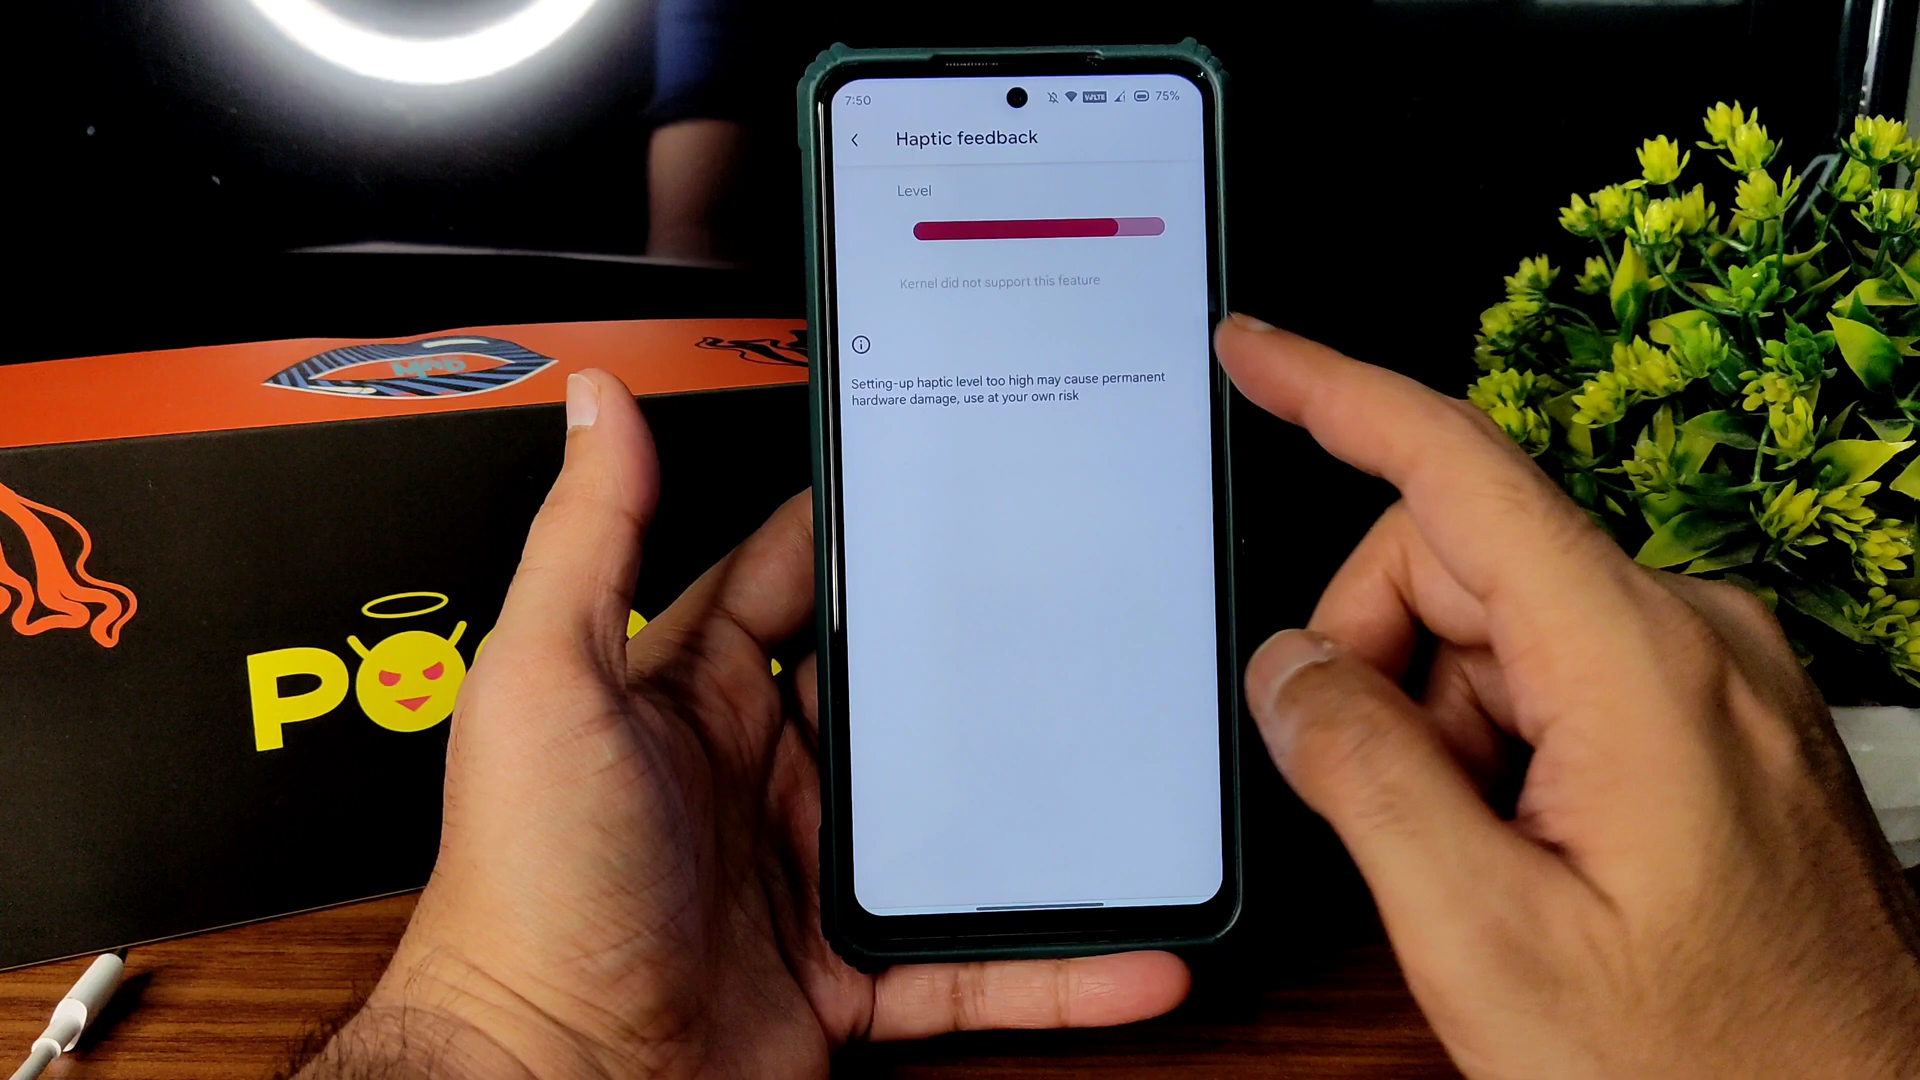 7:50
VoLTE
75%
Haptic feedback
Level
Kernel did not support this feature
Setting-up haptic level too high may cause permanent
hardware damage, use at your own risk